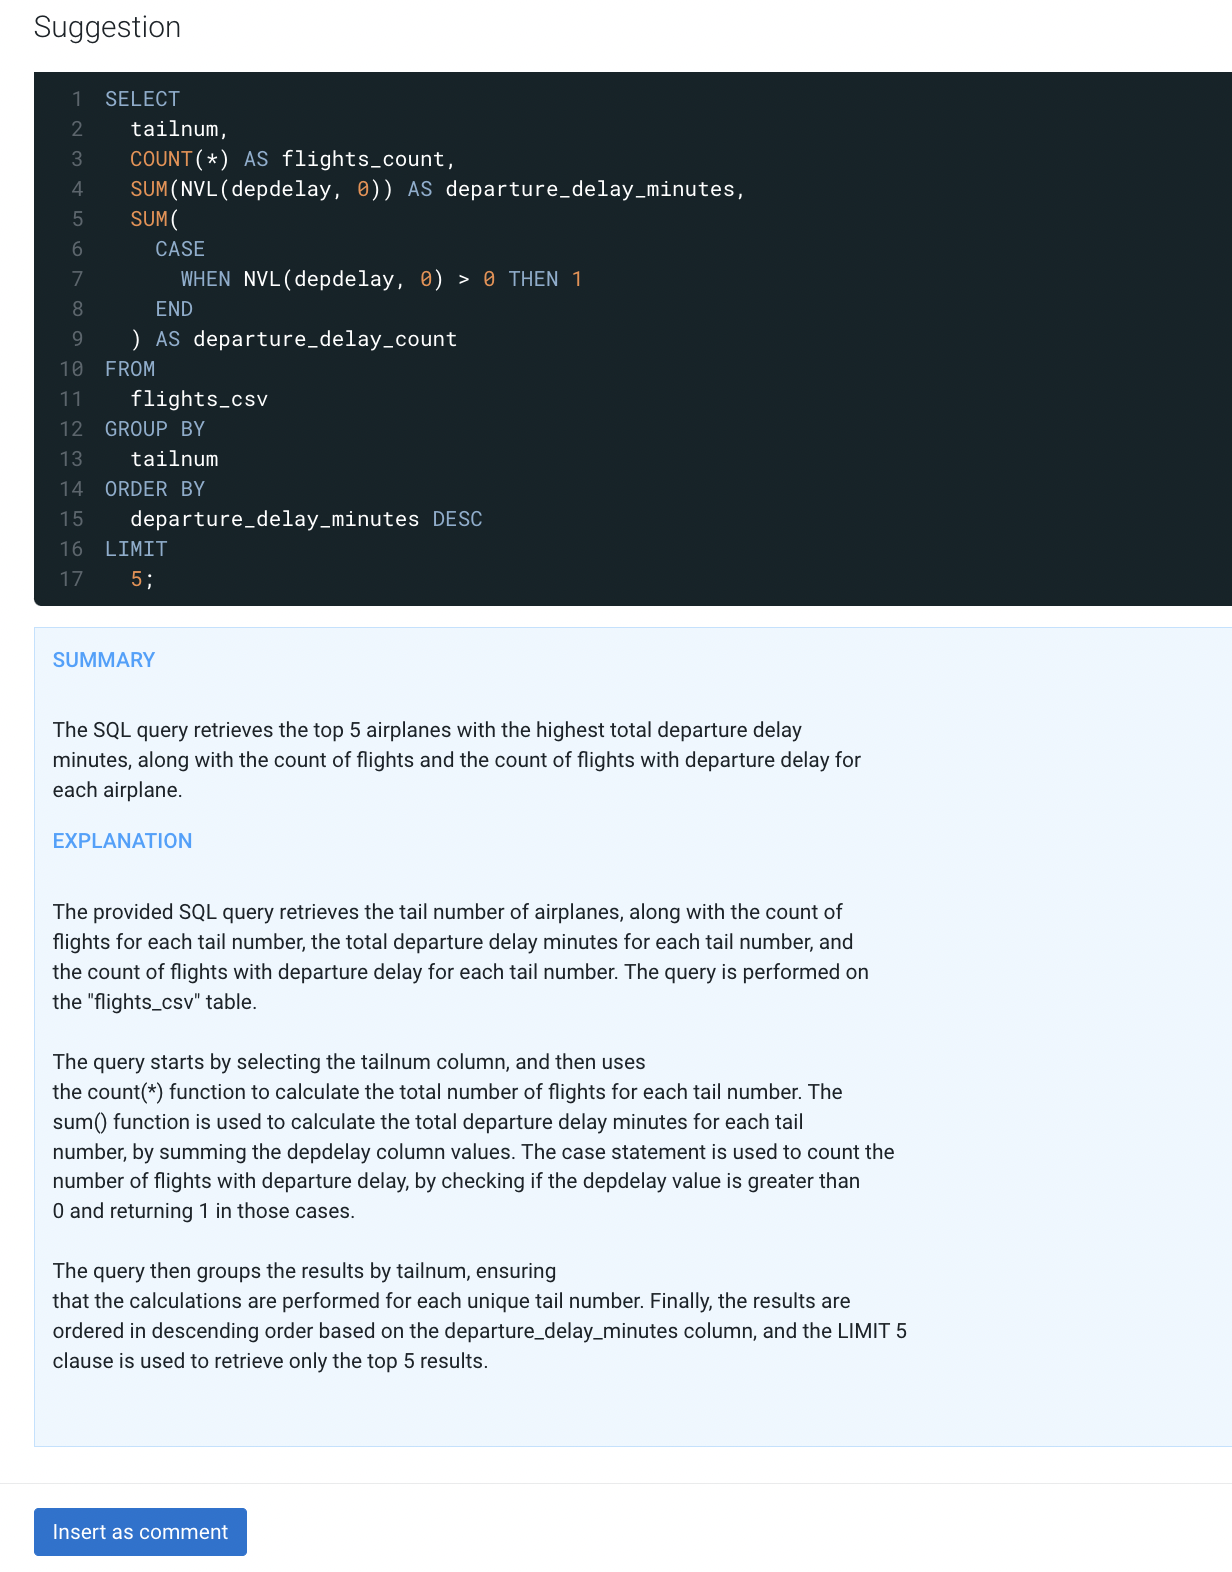 Suggestion
1 SELECT
2   tailnum,
3   COUNT(*) AS flights_count,
4   SUM(NVL(depdelay, 0)) AS departure_delay_minutes,
5   SUM(
6     CASE
7       WHEN NVL(depdelay, 0) > 0 THEN 1
8     END
9   ) AS departure_delay_count
10 FROM
11   flights_csv
12 GROUP BY
13   tailnum
14 ORDER BY
15   departure_delay_minutes DESC
16 LIMIT
17   5;
SUMMARY
The SQL query retrieves the top 5 airplanes with the highest total departure delay
minutes, along with the count of flights and the count of flights with departure delay for
each airplane.
EXPLANATION
The provided SQL query retrieves the tail number of airplanes, along with the count of
flights for each tail number, the total departure delay minutes for each tail number, and
the count of flights with departure delay for each tail number. The query is performed on
the "flights_csv" table.
The query starts by selecting the tailnum column, and then uses
the count(*) function to calculate the total number of flights for each tail number. The
sum() function is used to calculate the total departure delay minutes for each tail
number, by summing the depdelay column values. The case statement is used to count the
number of flights with departure delay, by checking if the depdelay value is greater than
0 and returning 1 in those cases.
The query then groups the results by tailnum, ensuring
that the calculations are performed for each unique tail number. Finally, the results are
ordered in descending order based on the departure_delay_minutes column, and the LIMIT 5
clause is used to retrieve only the top 5 results.
Insert as comment